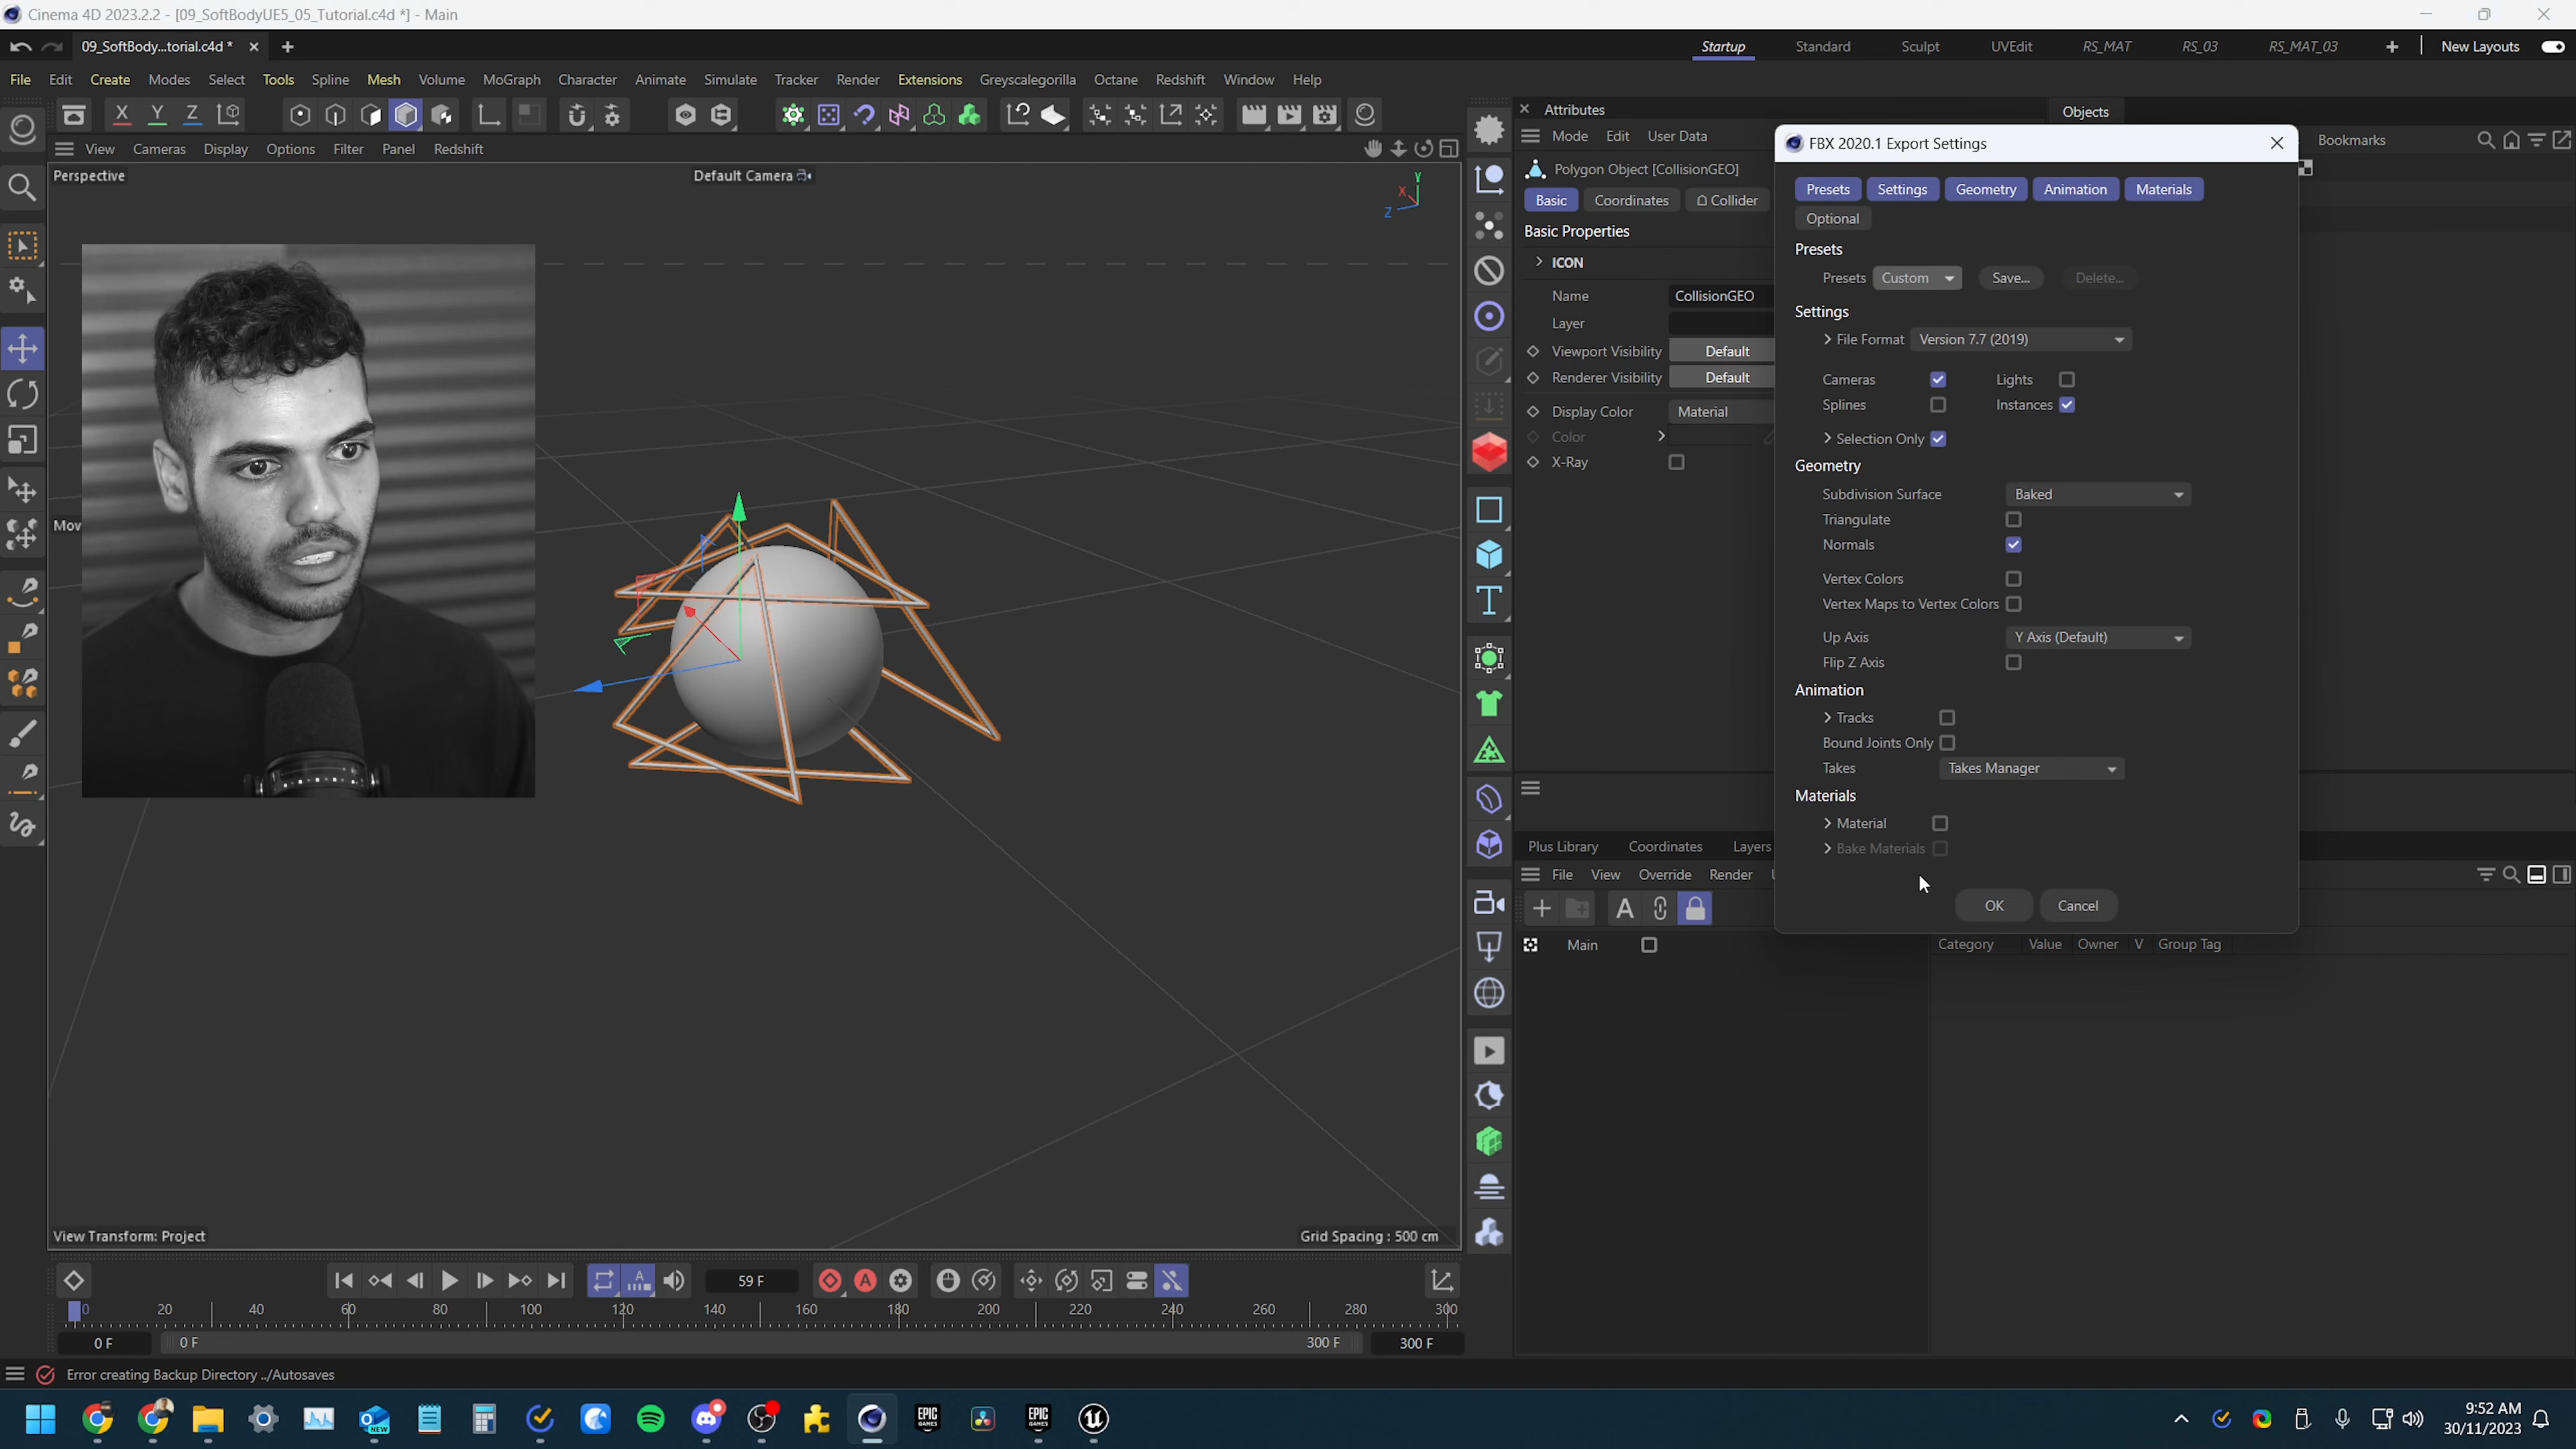 Cinema 4D 2023.2.2 - [09_SoftBodyUE5_05_Tutorial.c4d *] - Main
09_SoftBody...torial.c4d *
Startup Standard Sculpt UVEdit RS_MAT RS_03 RS_MAT_03 New Layouts
File Edit Create Modes Select Tools Spline Mesh Volume MoGraph Character Animate Simulate Tracker Render Extensions Greyscalegorilla Octane Redshift Window Help
X Y Z
View Cameras Display Options Filter Panel Redshift
Perspective
Default Camera
Y
X
Z
Mov
View Transform: Project
Grid Spacing : 500 cm
Attributes
Mode Edit User Data
Polygon Object [CollisionGEO]
Basic Coordinates Collider
Basic Properties
ICON
Name CollisionGEO
Layer
Viewport Visibility Default
Renderer Visibility Default
Display Color Material
Color
X-Ray
Objects
Bookmarks
FBX 2020.1 Export Settings
Presets Settings Geometry Animation Materials
Optional
Presets
Presets Custom Save... Delete...
Settings
File Format Version 7.7 (2019)
Cameras Lights
Splines Instances
Selection Only
Geometry
Subdivision Surface Baked
Triangulate
Normals
Vertex Colors
Vertex Maps to Vertex Colors
Up Axis Y Axis (Default)
Flip Z Axis
Animation
Tracks
Bound Joints Only
Takes Takes Manager
Materials
Material
Bake Materials
OK Cancel
Plus Library Coordinates Layers
File View Override Render
A
Main
Category Value Owner V Group Tag
59 F
0 20 40 60 80 100 120 140 160 180 200 220 240 260 280 300
0 F 0 F 300 F 300 F
Error creating Backup Directory ../Autosaves
NEW
EPIC GAMES
EPIC GAMES
9:52 AM
30/11/2023